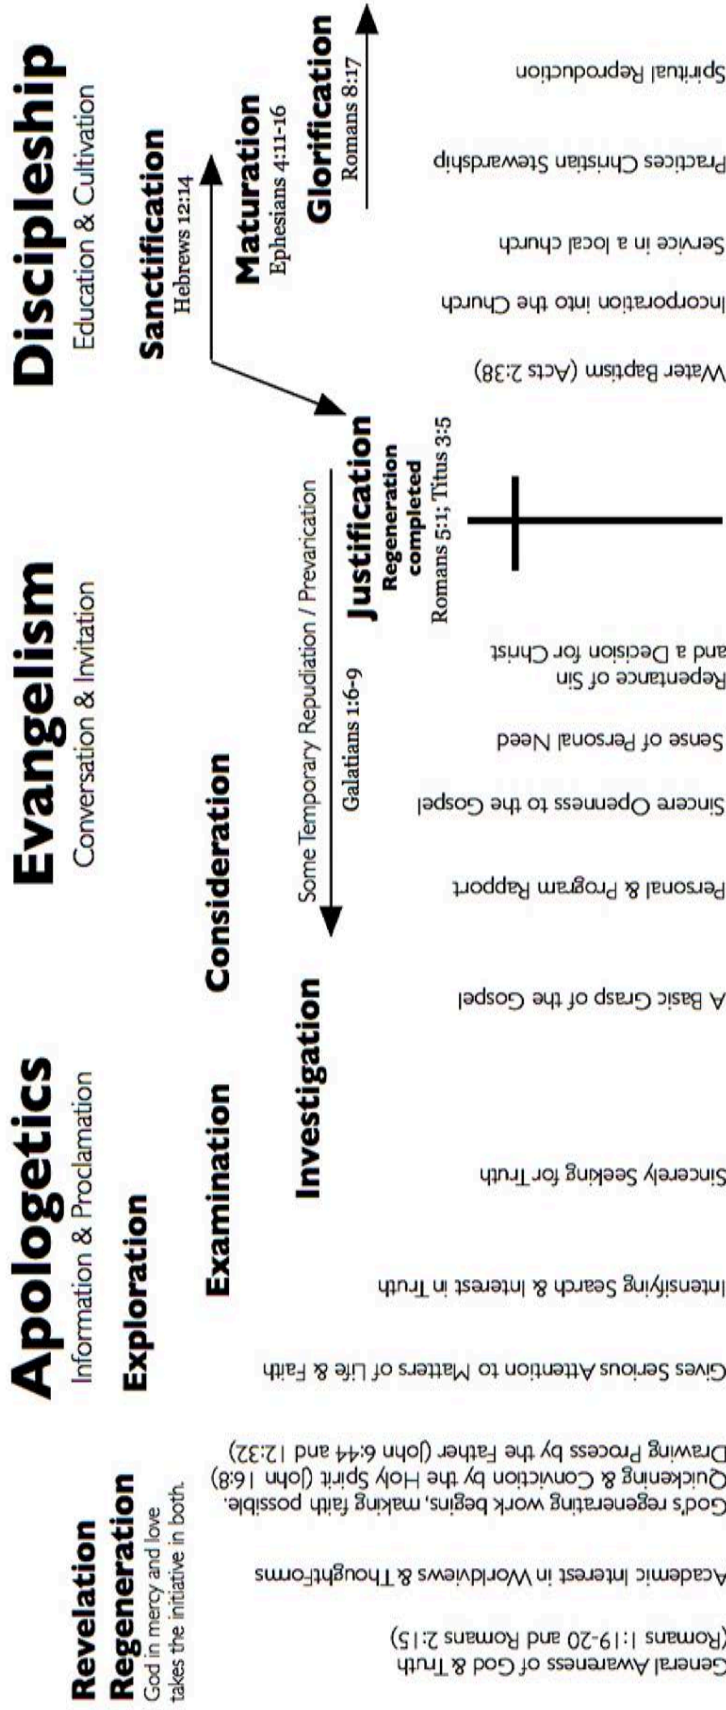 Apologetics
Information & Proclamation
Evangelism
Conversation & Invitation
Discipleship
Education & Cultivation
Revelation
Regeneration
God in mercy and love
takes the initiative in both.
Exploration
Examination
Investigation
Consideration
Some Temporary Repudiation / Prevarication
Galatians 1:6-9
Justification
Regeneration
completed
Romans 5:1; Titus 3:5
Sanctification
Hebrews 12:14
Maturation
Ephesians 4:11-16
Glorification
Romans 8:17
General Awareness of God & Truth
(Romans 1:19-20 and Romans 2:15)
Academic Interest in Worldviews & ThoughtForms
God's regenerating work begins, making faith possible.
Quickening & Conviction by the Holy Spirit (John 16:8)
Drawing Process by the Father (John 6:44 and 12:32)
Gives Serious Attention to Matters of Life & Faith
Intensifying Search & Interest in Truth
Sincerely Seeking for Truth
A Basic Grasp of the Gospel
Personal & Program Rapport
Sincere Openness to the Gospel
Sense of Personal Need
Repentance of Sin
and a Decision for Christ
Water Baptism (Acts 2:38)
Incorporation into the Church
Service in a local church
Practices Christian Stewardship
Spiritual Reproduction